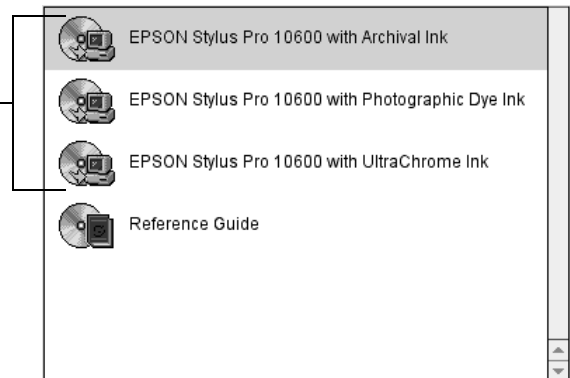 EPSON Stylus Pro 10600 with Archival Ink
EPSON Stylus Pro 10600 with Photographic Dye Ink
EPSON Stylus Pro 10600 with UltraChrome Ink
Reference Guide